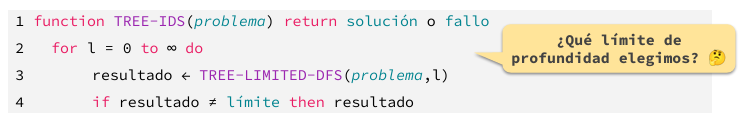 1 function TREE-IDS(problema) return solución o fallo
2 for l = 0 to ∞ do
3 resultado ← TREE-LIMITED-DFS(problema,l)
4 if resultado ≠ límite then resultado
¿Qué límite de
profundidad elegimos? 🤔